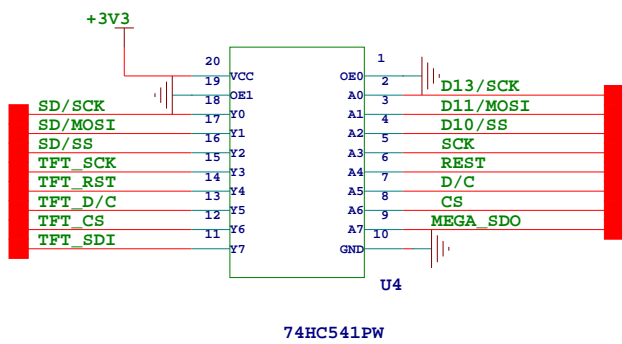 +3V3
20 VCC OE0 1
19 OE1 A0 2 D13/SCK
SD/SCK 18 Y0 A1 3 D11/MOSI
SD/MOSI 17 Y1 A2 4 D10/SS
SD/SS 16 Y2 A3 5 SCK
TFT_SCK 15 Y3 A4 6 REST
TFT_RST 14 Y4 A5 7 D/C
TFT_D/C 13 Y5 A6 8 CS
TFT_CS 12 Y6 A7 9 MEGA_SDO
TFT_SDI 11 Y7 GND 10
U4
74HC541PW